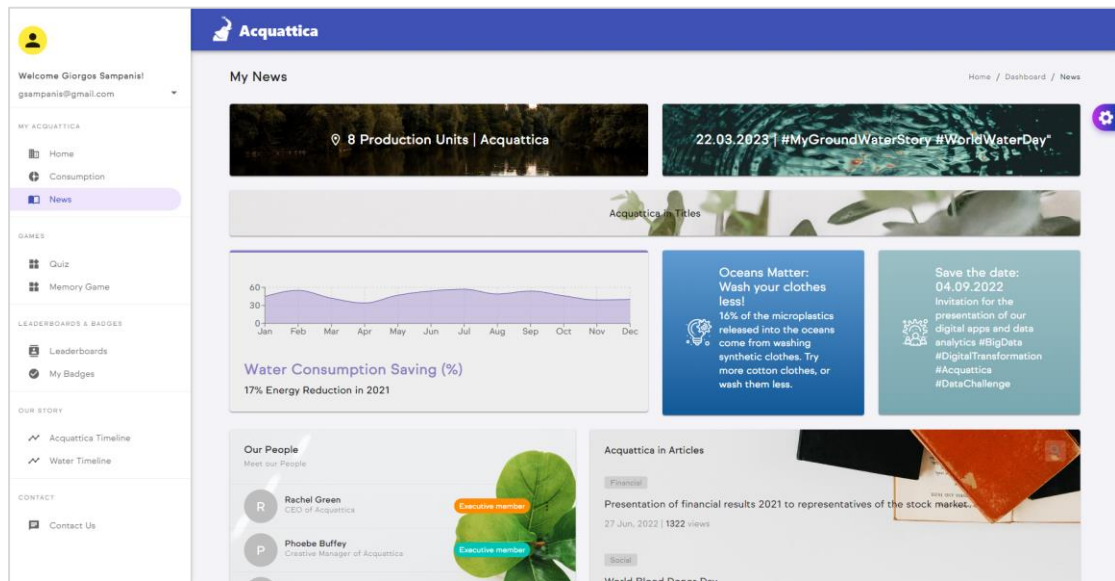 Acquattica
Welcome Giorgos Sampanis!
gsampanis@gmail.com
MY ACQUATTICA
Home
Consumption
News
GAMES
Quiz
Memory Game
LEADERBOARDS & BADGES
Leaderboards
My Badges
OUR STORY
Acquattica Timeline
Water Timeline
CONTACT
Contact Us
My News
Home / Dashboard / News
8 Production Units | Acquattica
22.03.2023 | #MyGroundWaterStory #WorldWaterDay"
Acquattica in Titles
60
30
0
Jan Feb Mar Apr May Jun Jul Aug Sep Oct Nov Dec
Water Consumption Saving (%)
17% Energy Reduction in 2021
Oceans Matter:
Wash your clothes
less!
16% of the microplastics
released into the oceans
come from washing
synthetic clothes. Try
more cotton clothes, or
wash them less.
Save the date:
04.09.2022
Invitation for the
presentation of our
digital apps and data
analytics #BigData
#DigitalTransformation
#Acquattica
#DataChallenge
Our People
Meet our People
R
Rachel Green
CEO of Acquattica
Executive member
P
Phoebe Buffey
Creative Manager of Acquattica
Executive member
Acquattica in Articles
Financial
Presentation of financial results 2021 to representatives of the stock market.
27 Jun, 2022 | 1322 views
Social
World Blood Donor Day